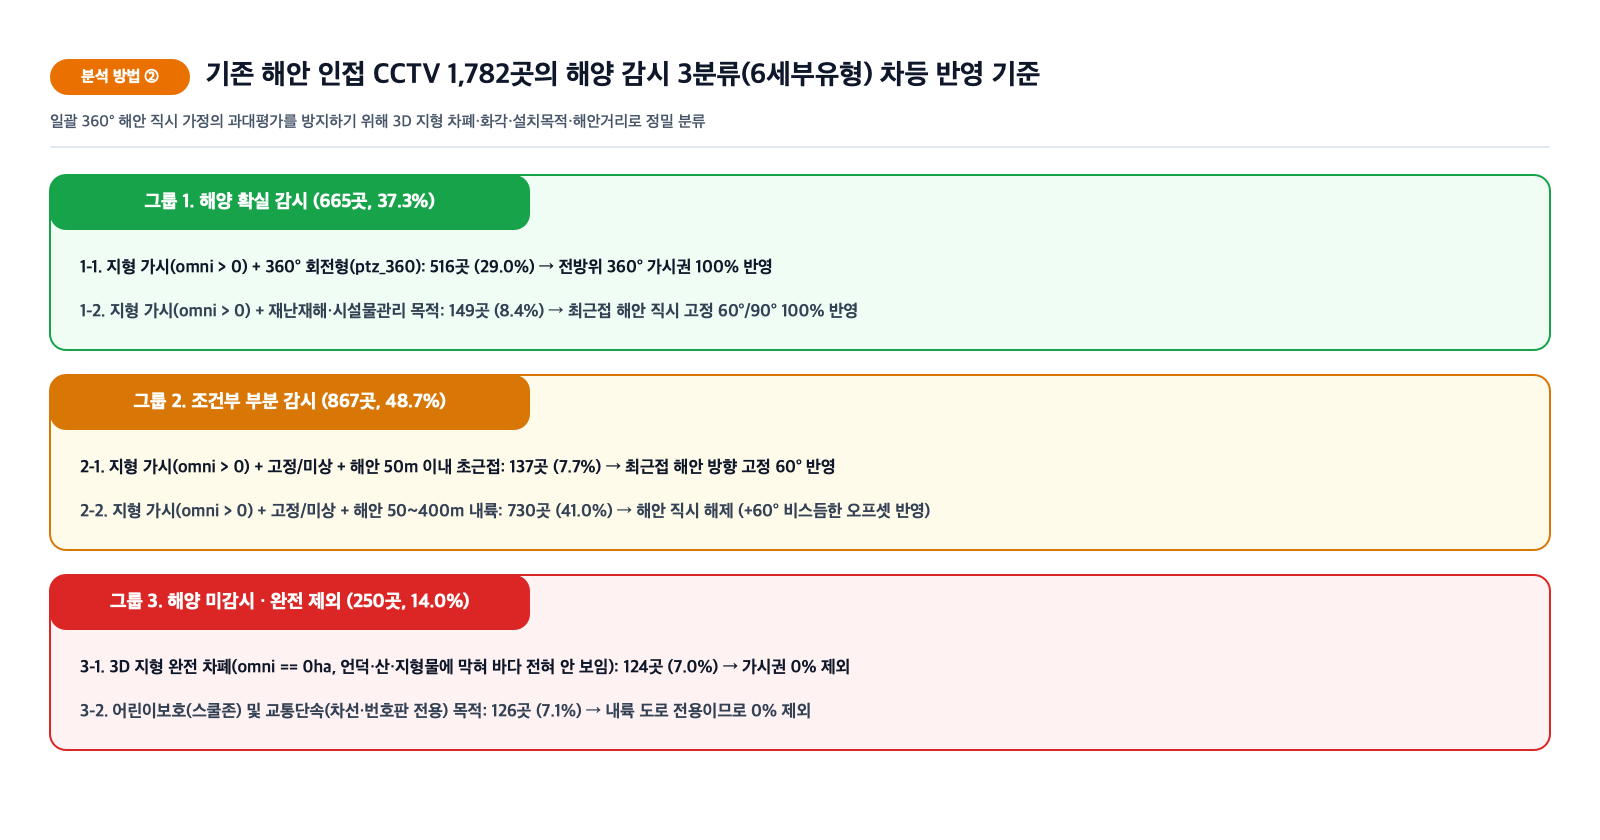 분석 방법 ②
기존 해안 인접 CCTV 1,782곳의 해양 감시 3분류(6세부유형) 차등 반영 기준
일괄 360° 해안 직시 가정의 과대평가를 방지하기 위해 3D 지형 차폐·화각·설치목적·해안거리로 정밀 분류
그룹 1. 해양 확실 감시 (665곳, 37.3%)
1-1. 지형 가시(omni > 0) + 360° 회전형(ptz_360): 516곳 (29.0%) → 전방위 360° 가시권 100% 반영
1-2. 지형 가시(omni > 0) + 재난재해·시설물관리 목적: 149곳 (8.4%) → 최근접 해안 직시 고정 60°/90° 100% 반영
그룹 2. 조건부 부분 감시 (867곳, 48.7%)
2-1. 지형 가시(omni > 0) + 고정/미상 + 해안 50m 이내 초근접: 137곳 (7.7%) → 최근접 해안 방향 고정 60° 반영
2-2. 지형 가시(omni > 0) + 고정/미상 + 해안 50~400m 내륙: 730곳 (41.0%) → 해안 직시 해제 (+60° 비스듬한 오프셋 반영)
그룹 3. 해양 미감시 · 완전 제외 (250곳, 14.0%)
3-1. 3D 지형 완전 차폐(omni == 0ha, 언덕·산·지형물에 막혀 바다 전혀 안 보임): 124곳 (7.0%) → 가시권 0% 제외
3-2. 어린이보호(스쿨존) 및 교통단속(차선·번호판 전용) 목적: 126곳 (7.1%) → 내륙 도로 전용이므로 0% 제외